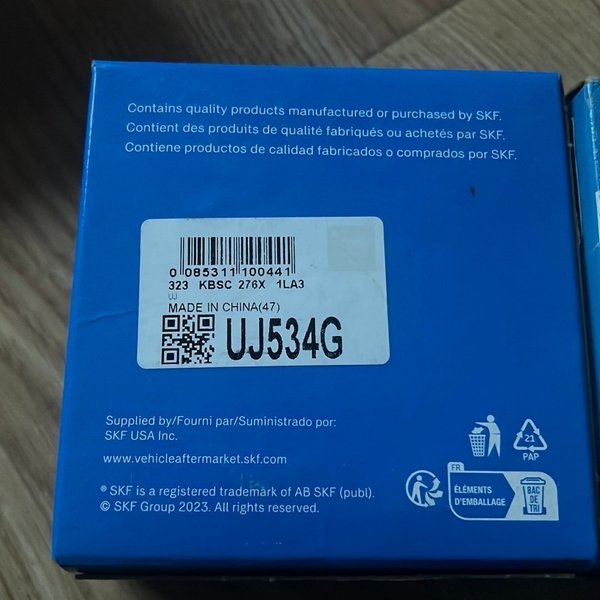 Contains quality products manufactured or purchased by SKF.
Contient des produits de qualité fabriqués ou achetés par SKF.
Contiene productos de calidad fabricados o comprados por SKF.
0 085311 100441
323 KBSC 276X 1LA3
UJ
MADE IN CHINA(47)
UJ534G
Supplied by/Fourni par/Suministrado por:
SKF USA Inc.
www.vehicleaftermarket.skf.com
® SKF is a registered trademark of AB SKF (publ).
© SKF Group 2023. All rights reserved.
21
PAP
FR
ÉLÉMENTS
D'EMBALLAGE
BAC
DE
TRI